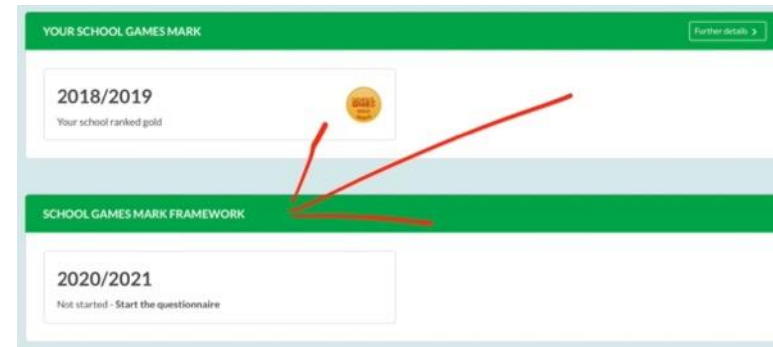 YOUR SCHOOL GAMES MARK
Further details >
2018/2019
Your school ranked gold
SCHOOL GAMES MARK FRAMEWORK
2020/2021
Not started - Start the questionnaire